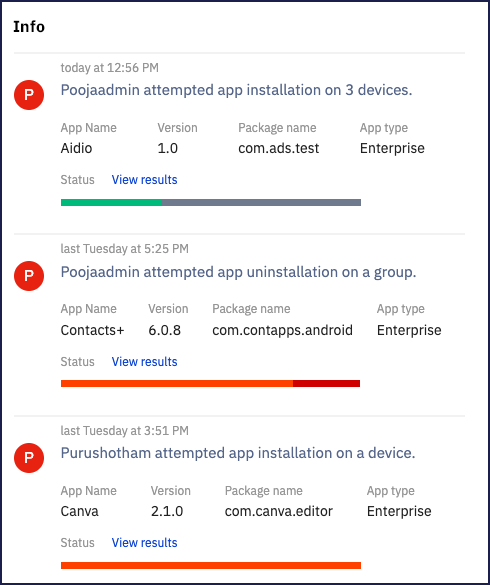 Info
today at 12:56 PM
P
Poojaadmin attempted app installation on 3 devices.
App Name Version Package name App type
Aidio 1.0 com.ads.test Enterprise
Status View results
last Tuesday at 5:25 PM
P
Poojaadmin attempted app uninstallation on a group.
App Name Version Package name App type
Contacts+ 6.0.8 com.contapps.android Enterprise
Status View results
last Tuesday at 3:51 PM
P
Purushotham attempted app installation on a device.
App Name Version Package name App type
Canva 2.1.0 com.canva.editor Enterprise
Status View results